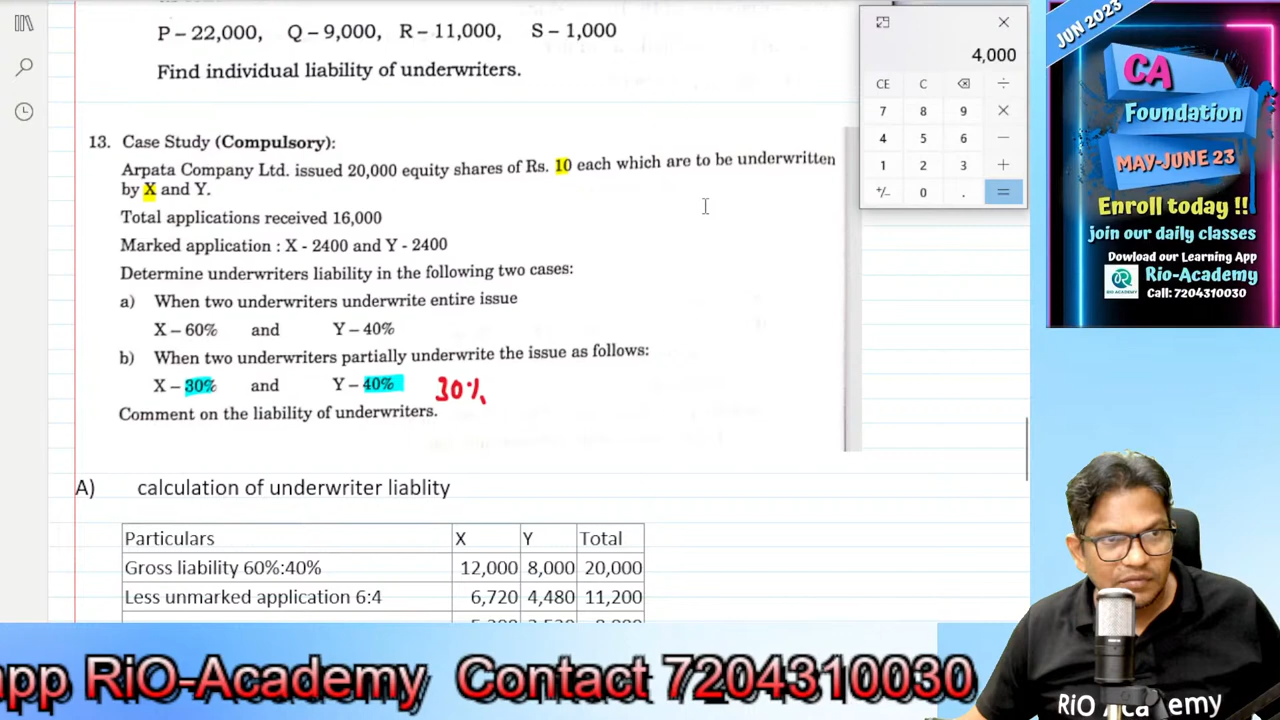 P – 22,000, Q – 9,000, R – 11,000, S – 1,000
Find individual liability of underwriters.
13. Case Study (Compulsory):
Arpata Company Ltd. issued 20,000 equity shares of Rs. 10 each which are to be underwritten
by X and Y.
Total applications received 16,000
Marked application : X - 2400 and Y - 2400
Determine underwriters liability in the following two cases:
a) When two underwriters underwrite entire issue
X – 60% and Y – 40%
b) When two underwriters partially underwrite the issue as follows:
X – 30% and Y – 40% 30%
Comment on the liability of underwriters.
A) calculation of underwriter liablity
Particulars X Y Total
Gross liability 60%:40% 12,000 8,000 20,000
Less unmarked application 6:4 6,720 4,480 11,200
4,000
CE C ⌫ ÷
7 8 9 ×
4 5 6 −
1 2 3 +
+/− 0 . =
JUN 2023
CA
Foundation
MAY-JUNE 23
Enroll today !!
join our daily classes
Dowload our Learning App
Rio-Academy
Call: 7204310030
RIO ACADEMY
app RiO-Academy Contact 7204310030
RiO Ac emy